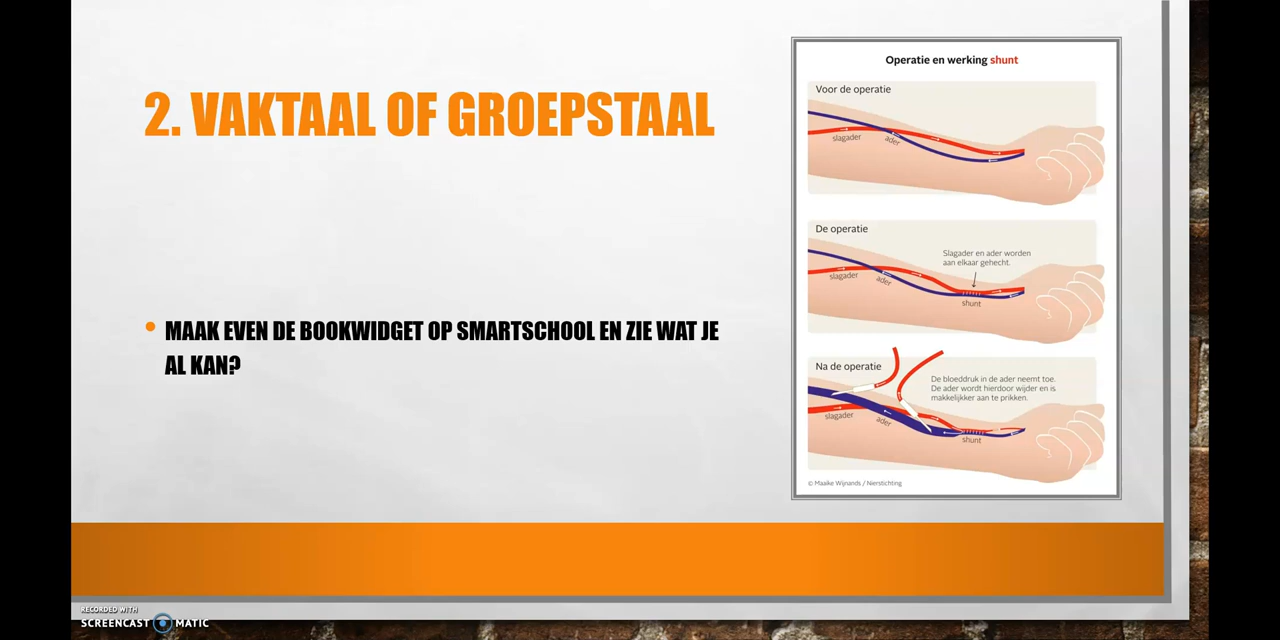 2. VAKTAAL OF GROEPSTAAL
• MAAK EVEN DE BOOKWIDGET OP SMARTSCHOOL EN ZIE WAT JE
AL KAN?
Operatie en werking shunt
Voor de operatie
slagader
ader
De operatie
Slagader en ader worden
aan elkaar gehecht.
slagader
ader
shunt
Na de operatie
De bloeddruk in de ader neemt toe.
De ader wordt hierdoor wijder en is
makkelijkker aan te prikken.
slagader
ader
shunt
© Maaike Wijnands / Nierstichting
RECORDED WITH
SCREENCAST MATIC